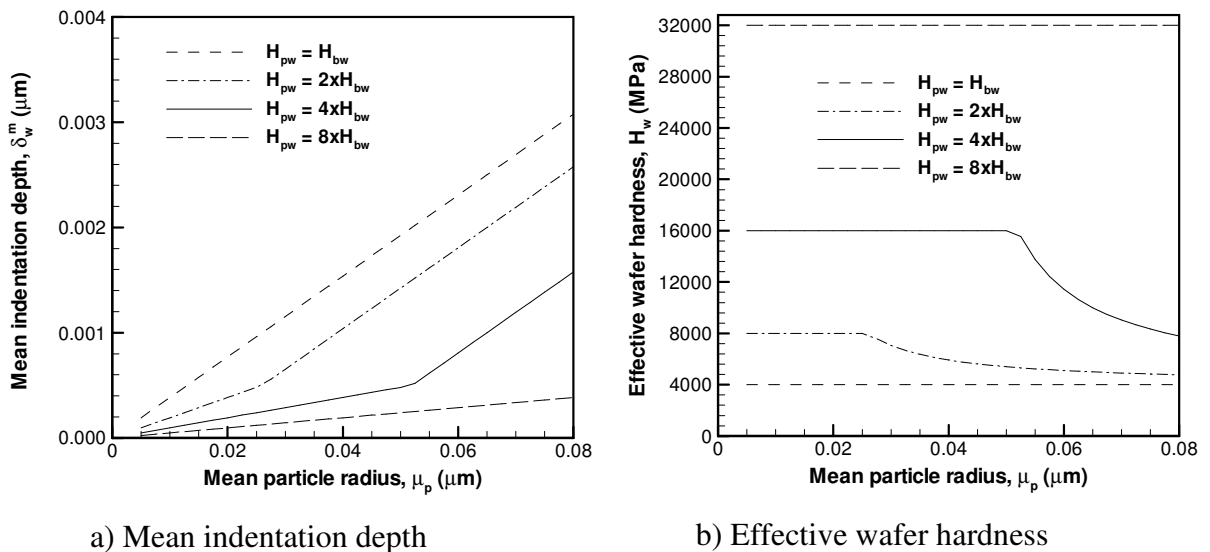 0.004
0.003
0.002
0.001
0.000
Mean indentation depth, δ_w^m (μm)
H_pw = H_bw
H_pw = 2xH_bw
H_pw = 4xH_bw
H_pw = 8xH_bw
0 0.02 0.04 0.06 0.08
Mean particle radius, μ_p (μm)
a) Mean indentation depth
32000
28000
24000
20000
16000
12000
8000
4000
0
Effective wafer hardness, H_w (MPa)
H_pw = H_bw
H_pw = 2xH_bw
H_pw = 4xH_bw
H_pw = 8xH_bw
0 0.02 0.04 0.06 0.08
Mean particle radius, μ_p (μm)
b) Effective wafer hardness